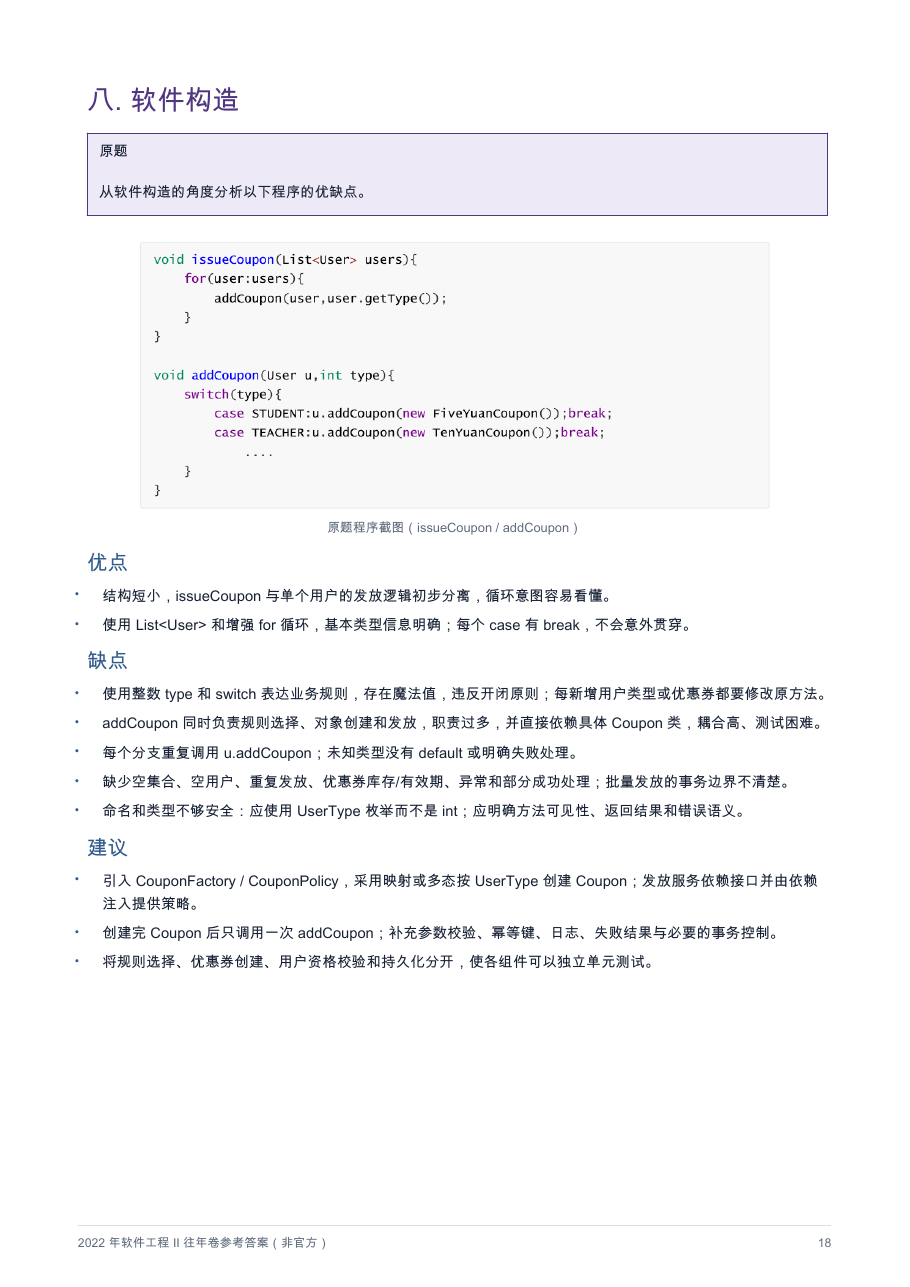 八. 软件构造
原题
从软件构造的角度分析以下程序的优缺点。
void issueCoupon(List<User> users){
    for(user:users){
        addCoupon(user,user.getType());
    }
}
void addCoupon(User u,int type){
    switch(type){
        case STUDENT:u.addCoupon(new FiveYuanCoupon());break;
        case TEACHER:u.addCoupon(new TenYuanCoupon());break;
            ....
    }
}
原题程序截图（issueCoupon / addCoupon）
优点
• 结构短小，issueCoupon 与单个用户的发放逻辑初步分离，循环意图容易看懂。
• 使用 List<User> 和增强 for 循环，基本类型信息明确；每个 case 有 break，不会意外贯穿。
缺点
• 使用整数 type 和 switch 表达业务规则，存在魔法值，违反开闭原则；每新增用户类型或优惠券都要修改原方法。
• addCoupon 同时负责规则选择、对象创建和发放，职责过多，并直接依赖具体 Coupon 类，耦合高、测试困难。
• 每个分支重复调用 u.addCoupon；未知类型没有 default 或明确失败处理。
• 缺少空集合、空用户、重复发放、优惠券库存/有效期、异常和部分成功处理；批量发放的事务边界不清楚。
• 命名和类型不够安全：应使用 UserType 枚举而不是 int；应明确方法可见性、返回结果和错误语义。
建议
• 引入 CouponFactory / CouponPolicy，采用映射或多态按 UserType 创建 Coupon；发放服务依赖接口并由依赖
注入提供策略。
• 创建完 Coupon 后只调用一次 addCoupon；补充参数校验、幂等键、日志、失败结果与必要的事务控制。
• 将规则选择、优惠券创建、用户资格校验和持久化分开，使各组件可以独立单元测试。
2022 年软件工程 II 往年卷参考答案（非官方）
18